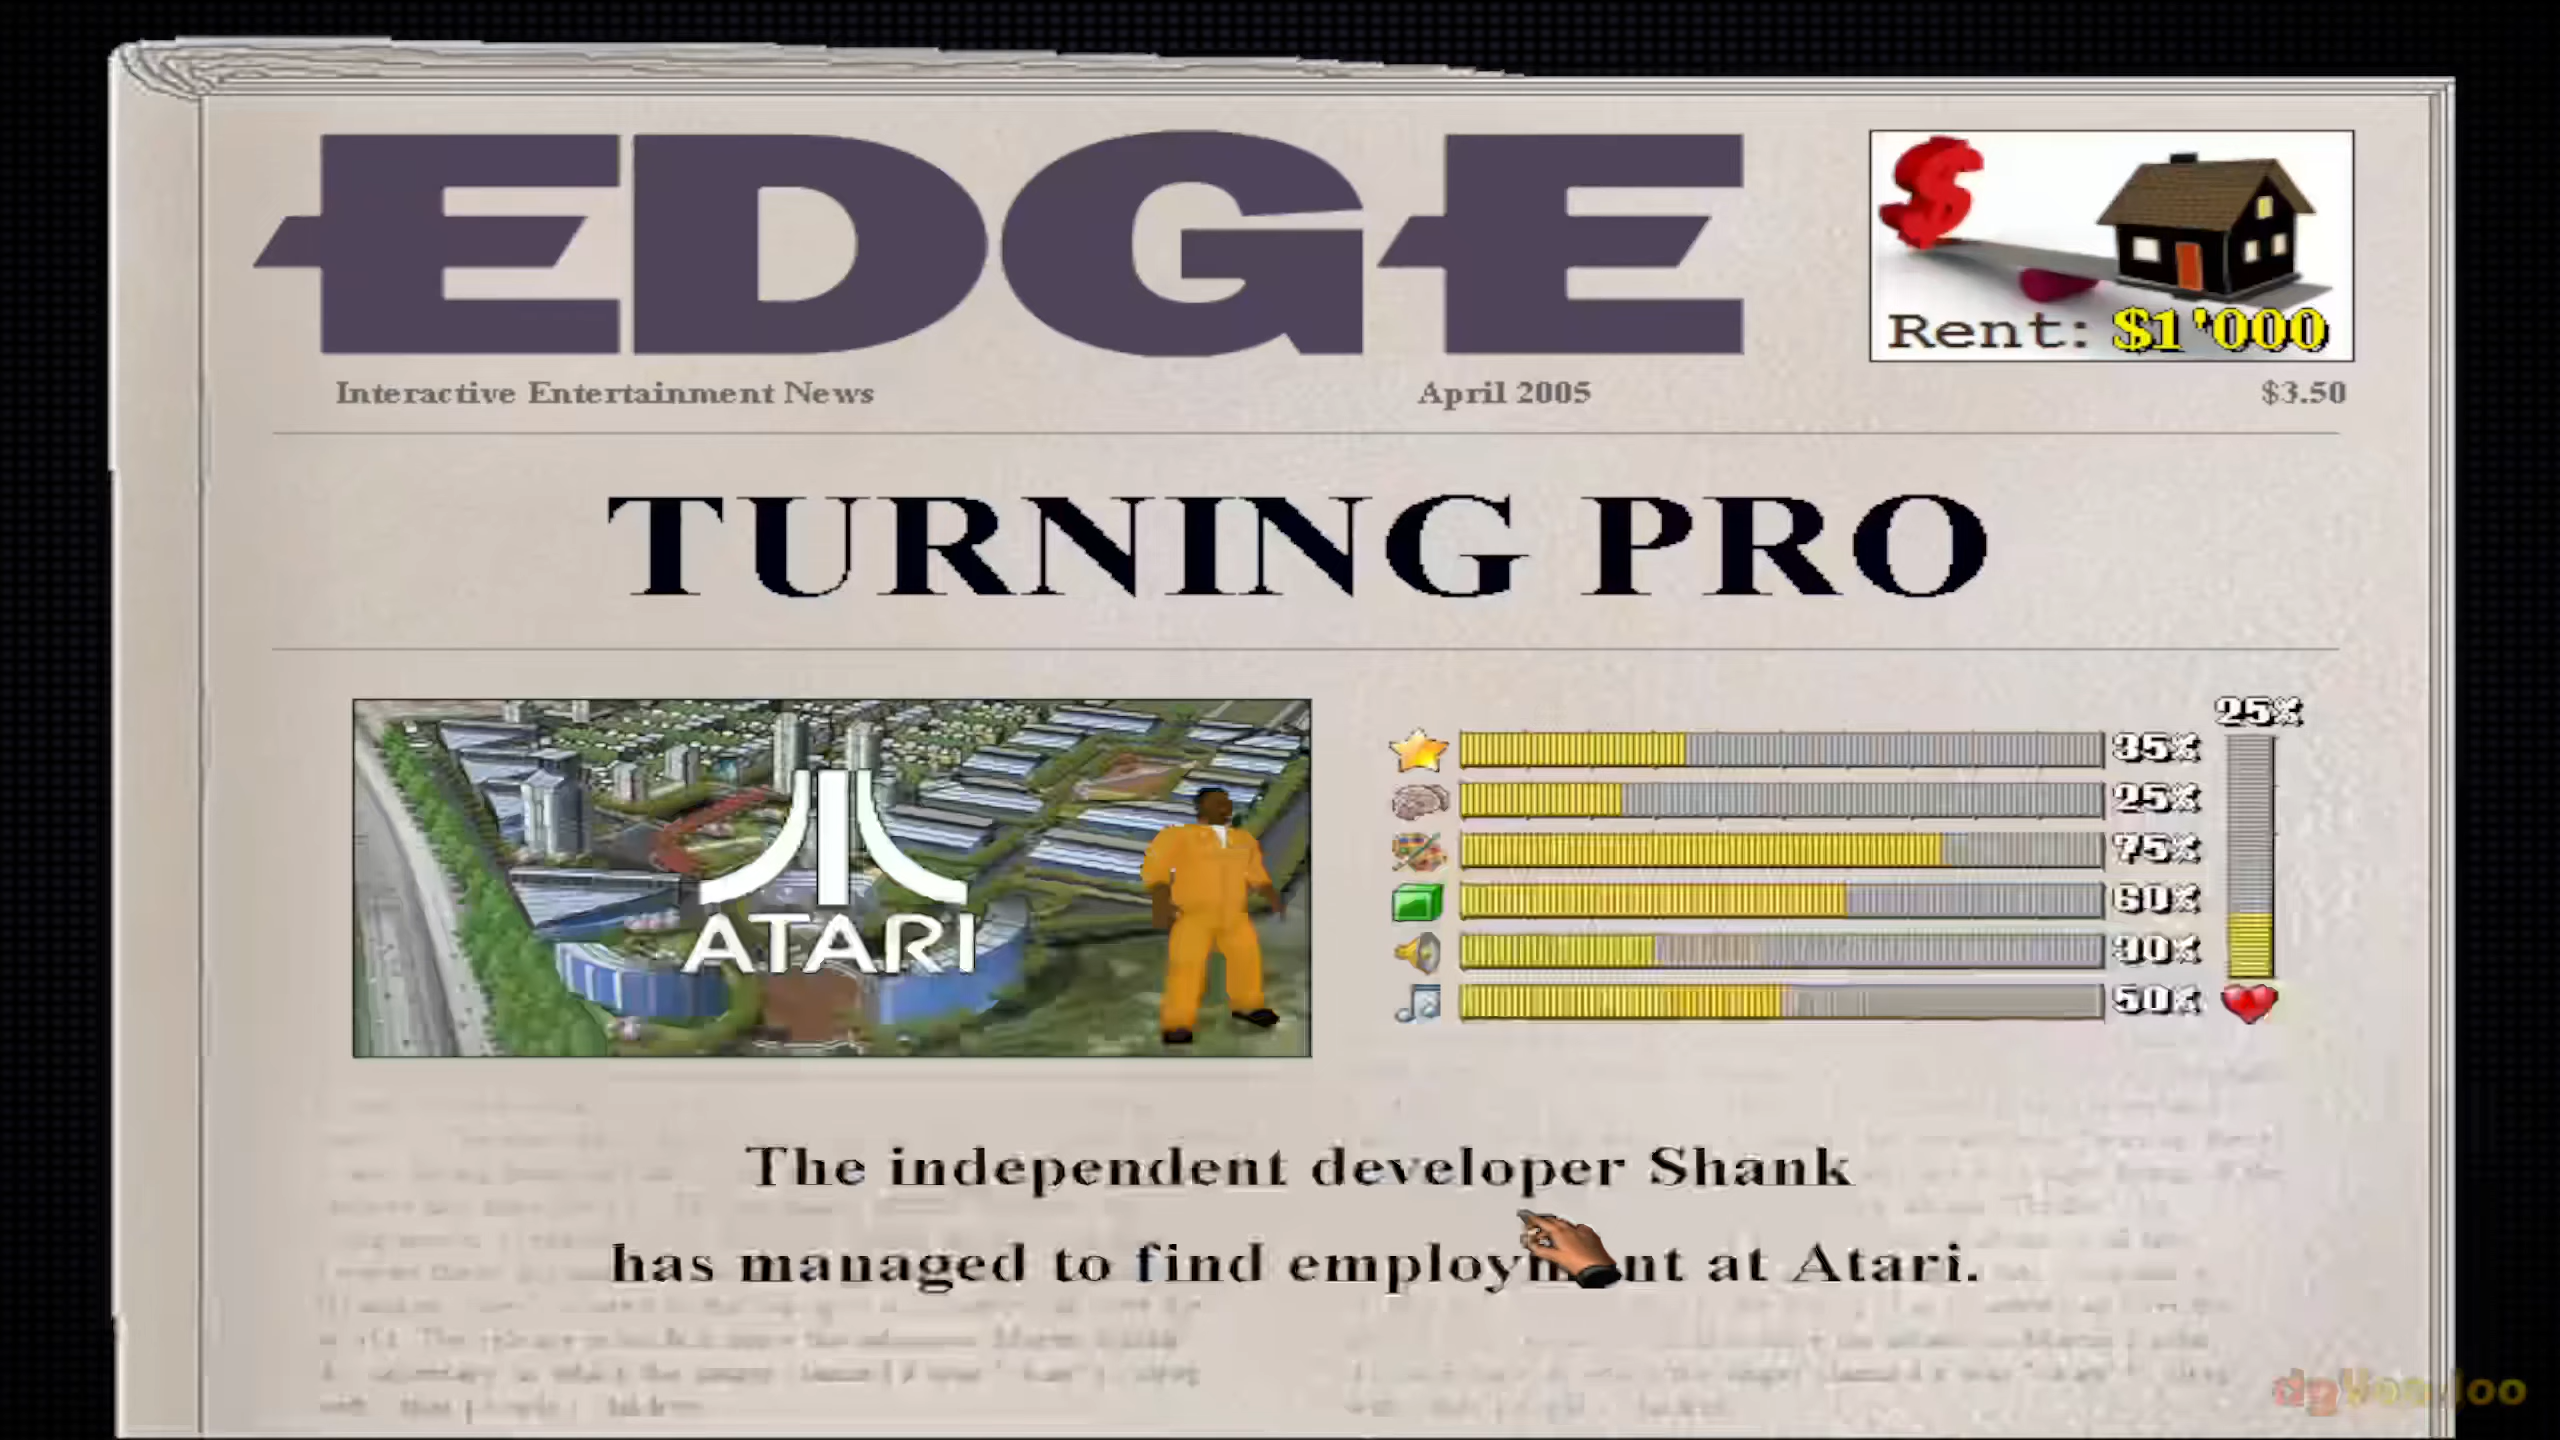 EDGE
Rent: $1'000
Interactive Entertainment News
April 2005
$3.50
TURNING PRO
ATARI
25%
35%
25%
75%
60%
30%
50%
The independent developer Shank
has managed to find employment at Atari.
dgVoodoo